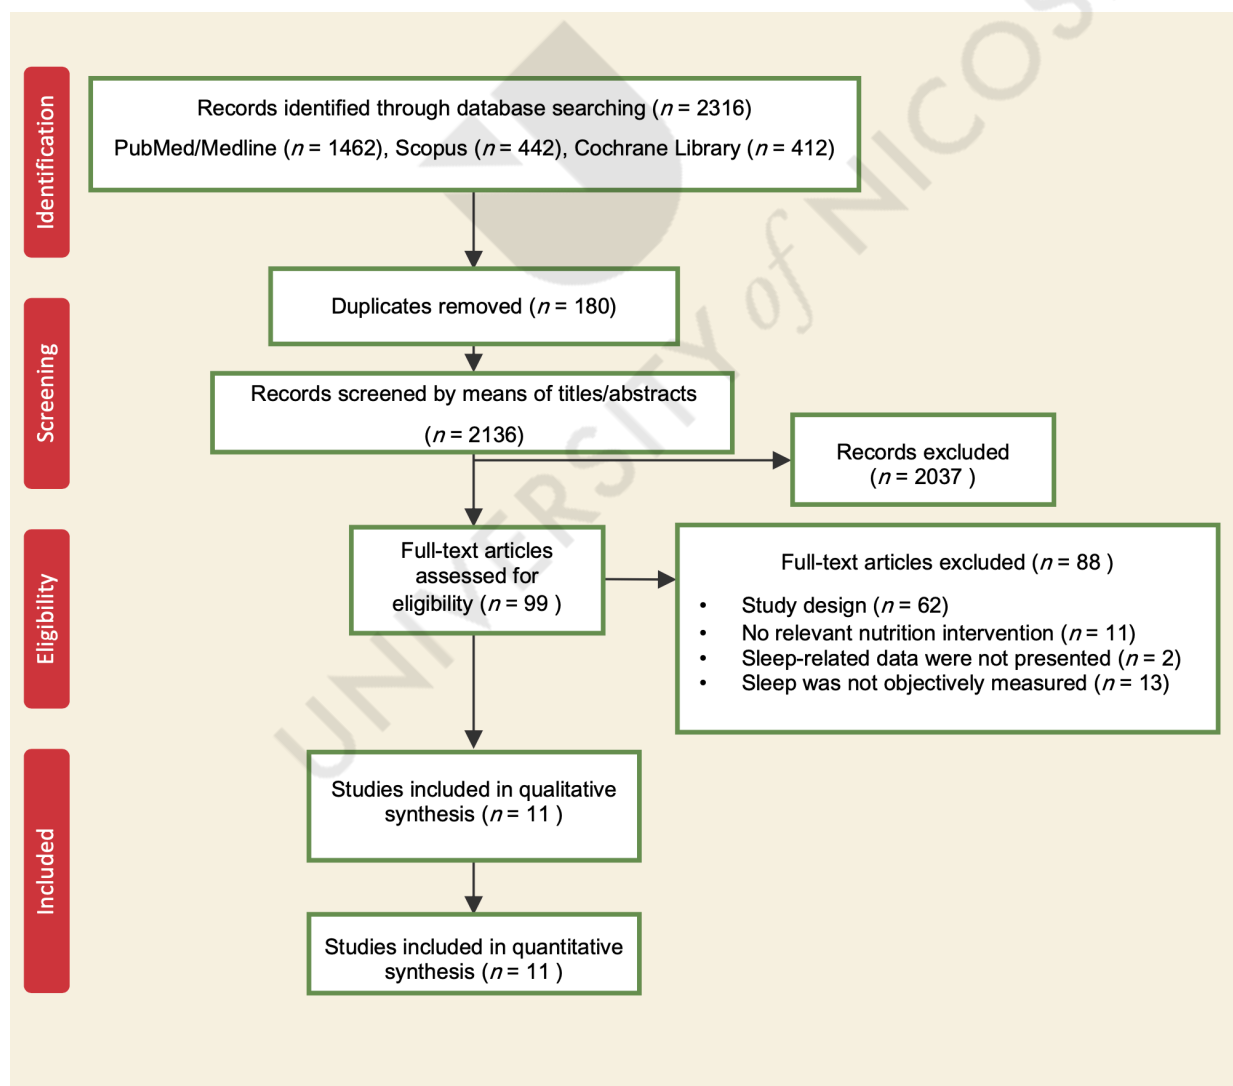 Identification
Records identified through database searching (n = 2316)
PubMed/Medline (n = 1462), Scopus (n = 442), Cochrane Library (n = 412)
Duplicates removed (n = 180)
Screening
Records screened by means of titles/abstracts
(n = 2136)
Records excluded
(n = 2037 )
Eligibility
Full-text articles
assessed for
eligibility (n = 99 )
Full-text articles excluded (n = 88 )
• Study design (n = 62)
• No relevant nutrition intervention (n = 11)
• Sleep-related data were not presented (n = 2)
• Sleep was not objectively measured (n = 13)
Included
Studies included in qualitative
synthesis (n = 11 )
Studies included in quantitative
synthesis (n = 11 )
UNIVERSITY of NICOS